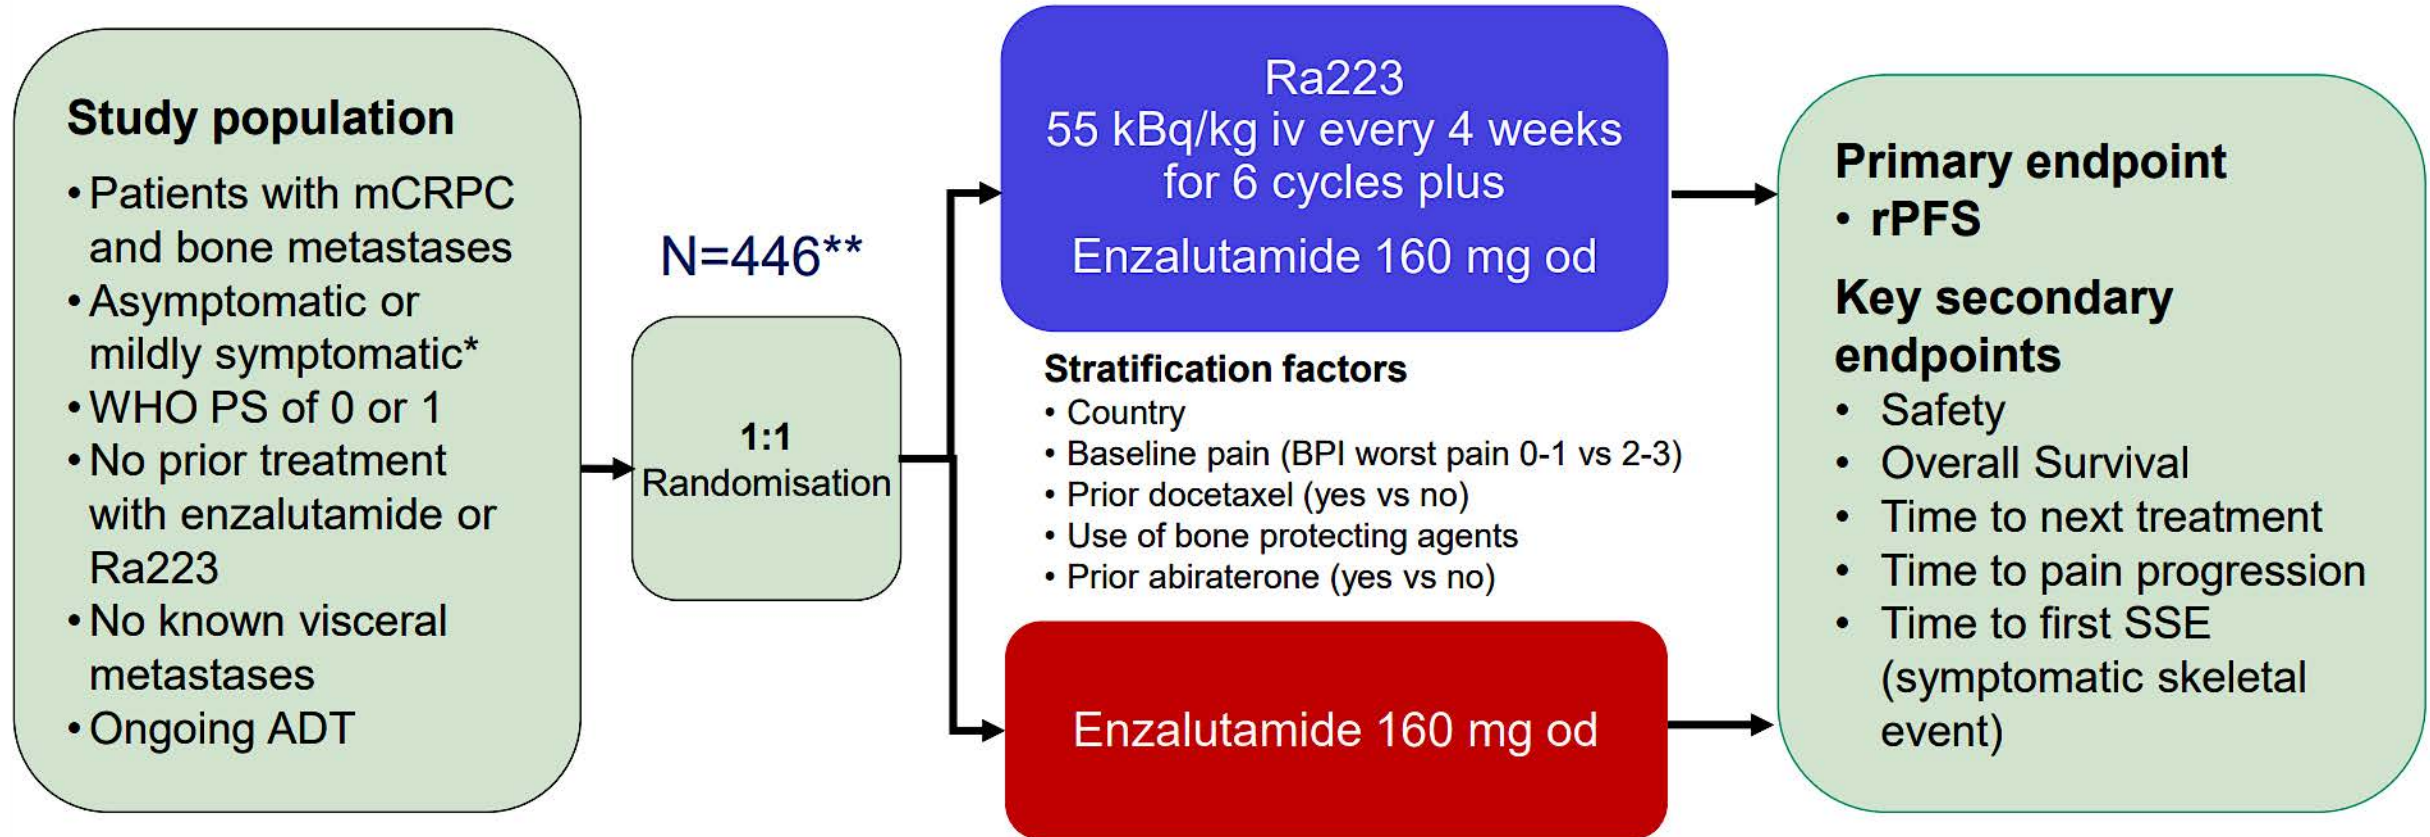 Study population
• Patients with mCRPC
and bone metastases
• Asymptomatic or
mildly symptomatic*
• WHO PS of 0 or 1
• No prior treatment
with enzalutamide or
Ra223
• No known visceral
metastases
• Ongoing ADT
N=446**
1:1
Randomisation
Ra223
55 kBq/kg iv every 4 weeks
for 6 cycles plus
Enzalutamide 160 mg od
Stratification factors
• Country
• Baseline pain (BPI worst pain 0-1 vs 2-3)
• Prior docetaxel (yes vs no)
• Use of bone protecting agents
• Prior abiraterone (yes vs no)
Enzalutamide 160 mg od
Primary endpoint
• rPFS
Key secondary
endpoints
• Safety
• Overall Survival
• Time to next treatment
• Time to pain progression
• Time to first SSE
(symptomatic skeletal
event)